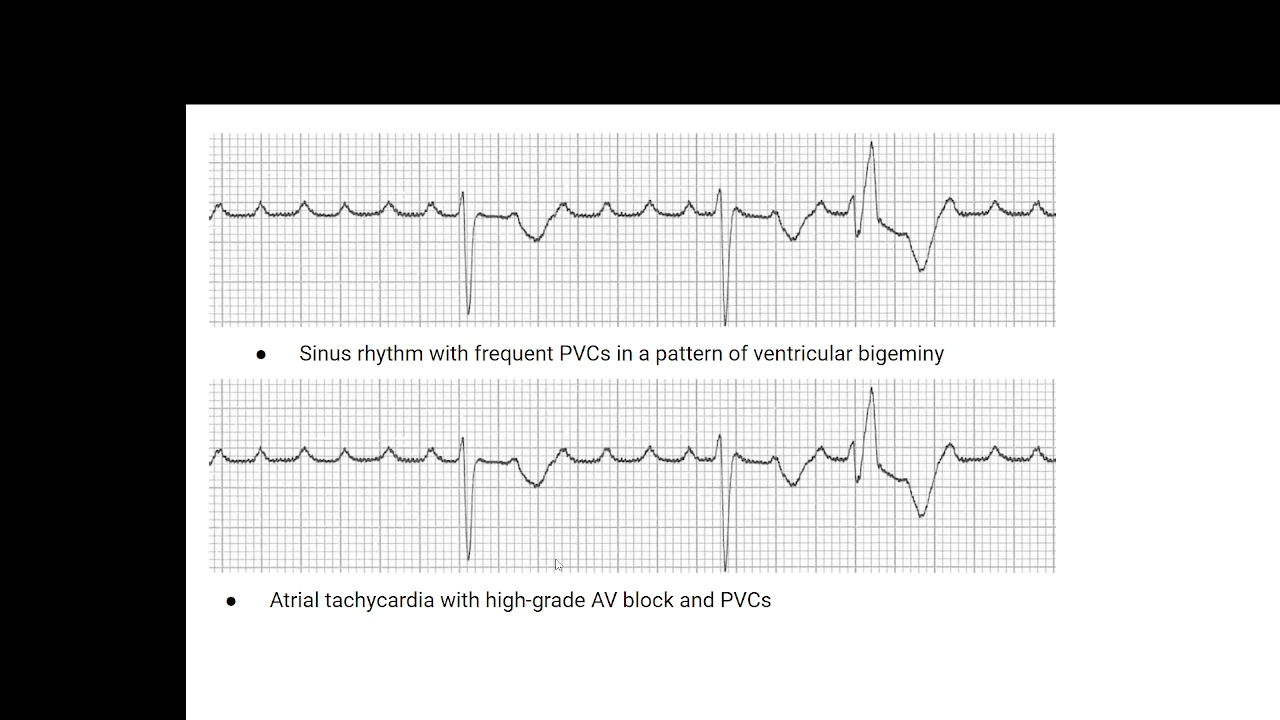 ● Sinus rhythm with frequent PVCs in a pattern of ventricular bigeminy
● Atrial tachycardia with high-grade AV block and PVCs